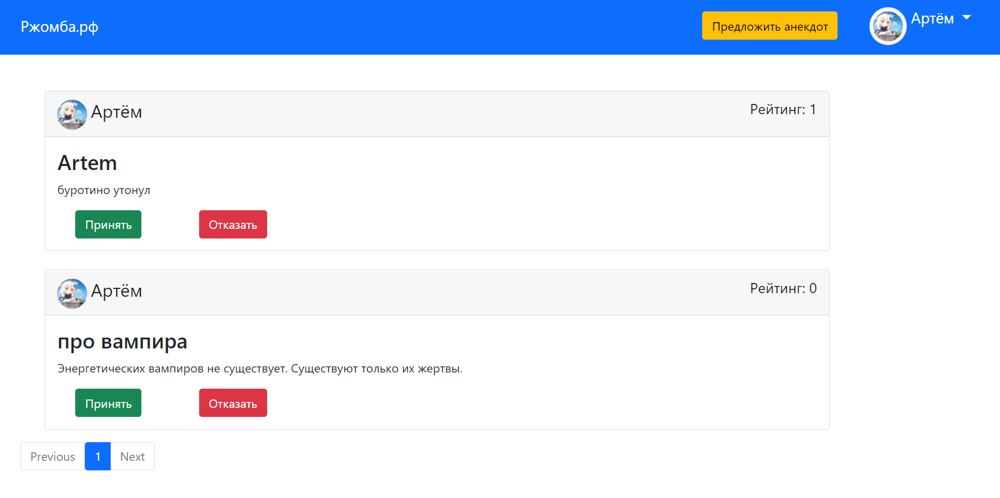 Ржомба.рф
Предложить анекдот
Артём
Артём
Рейтинг: 1
Artem
буротино утонул
Принять
Отказать
Артём
Рейтинг: 0
про вампира
Энергетических вампиров не существует. Существуют только их жертвы.
Принять
Отказать
Previous
1
Next